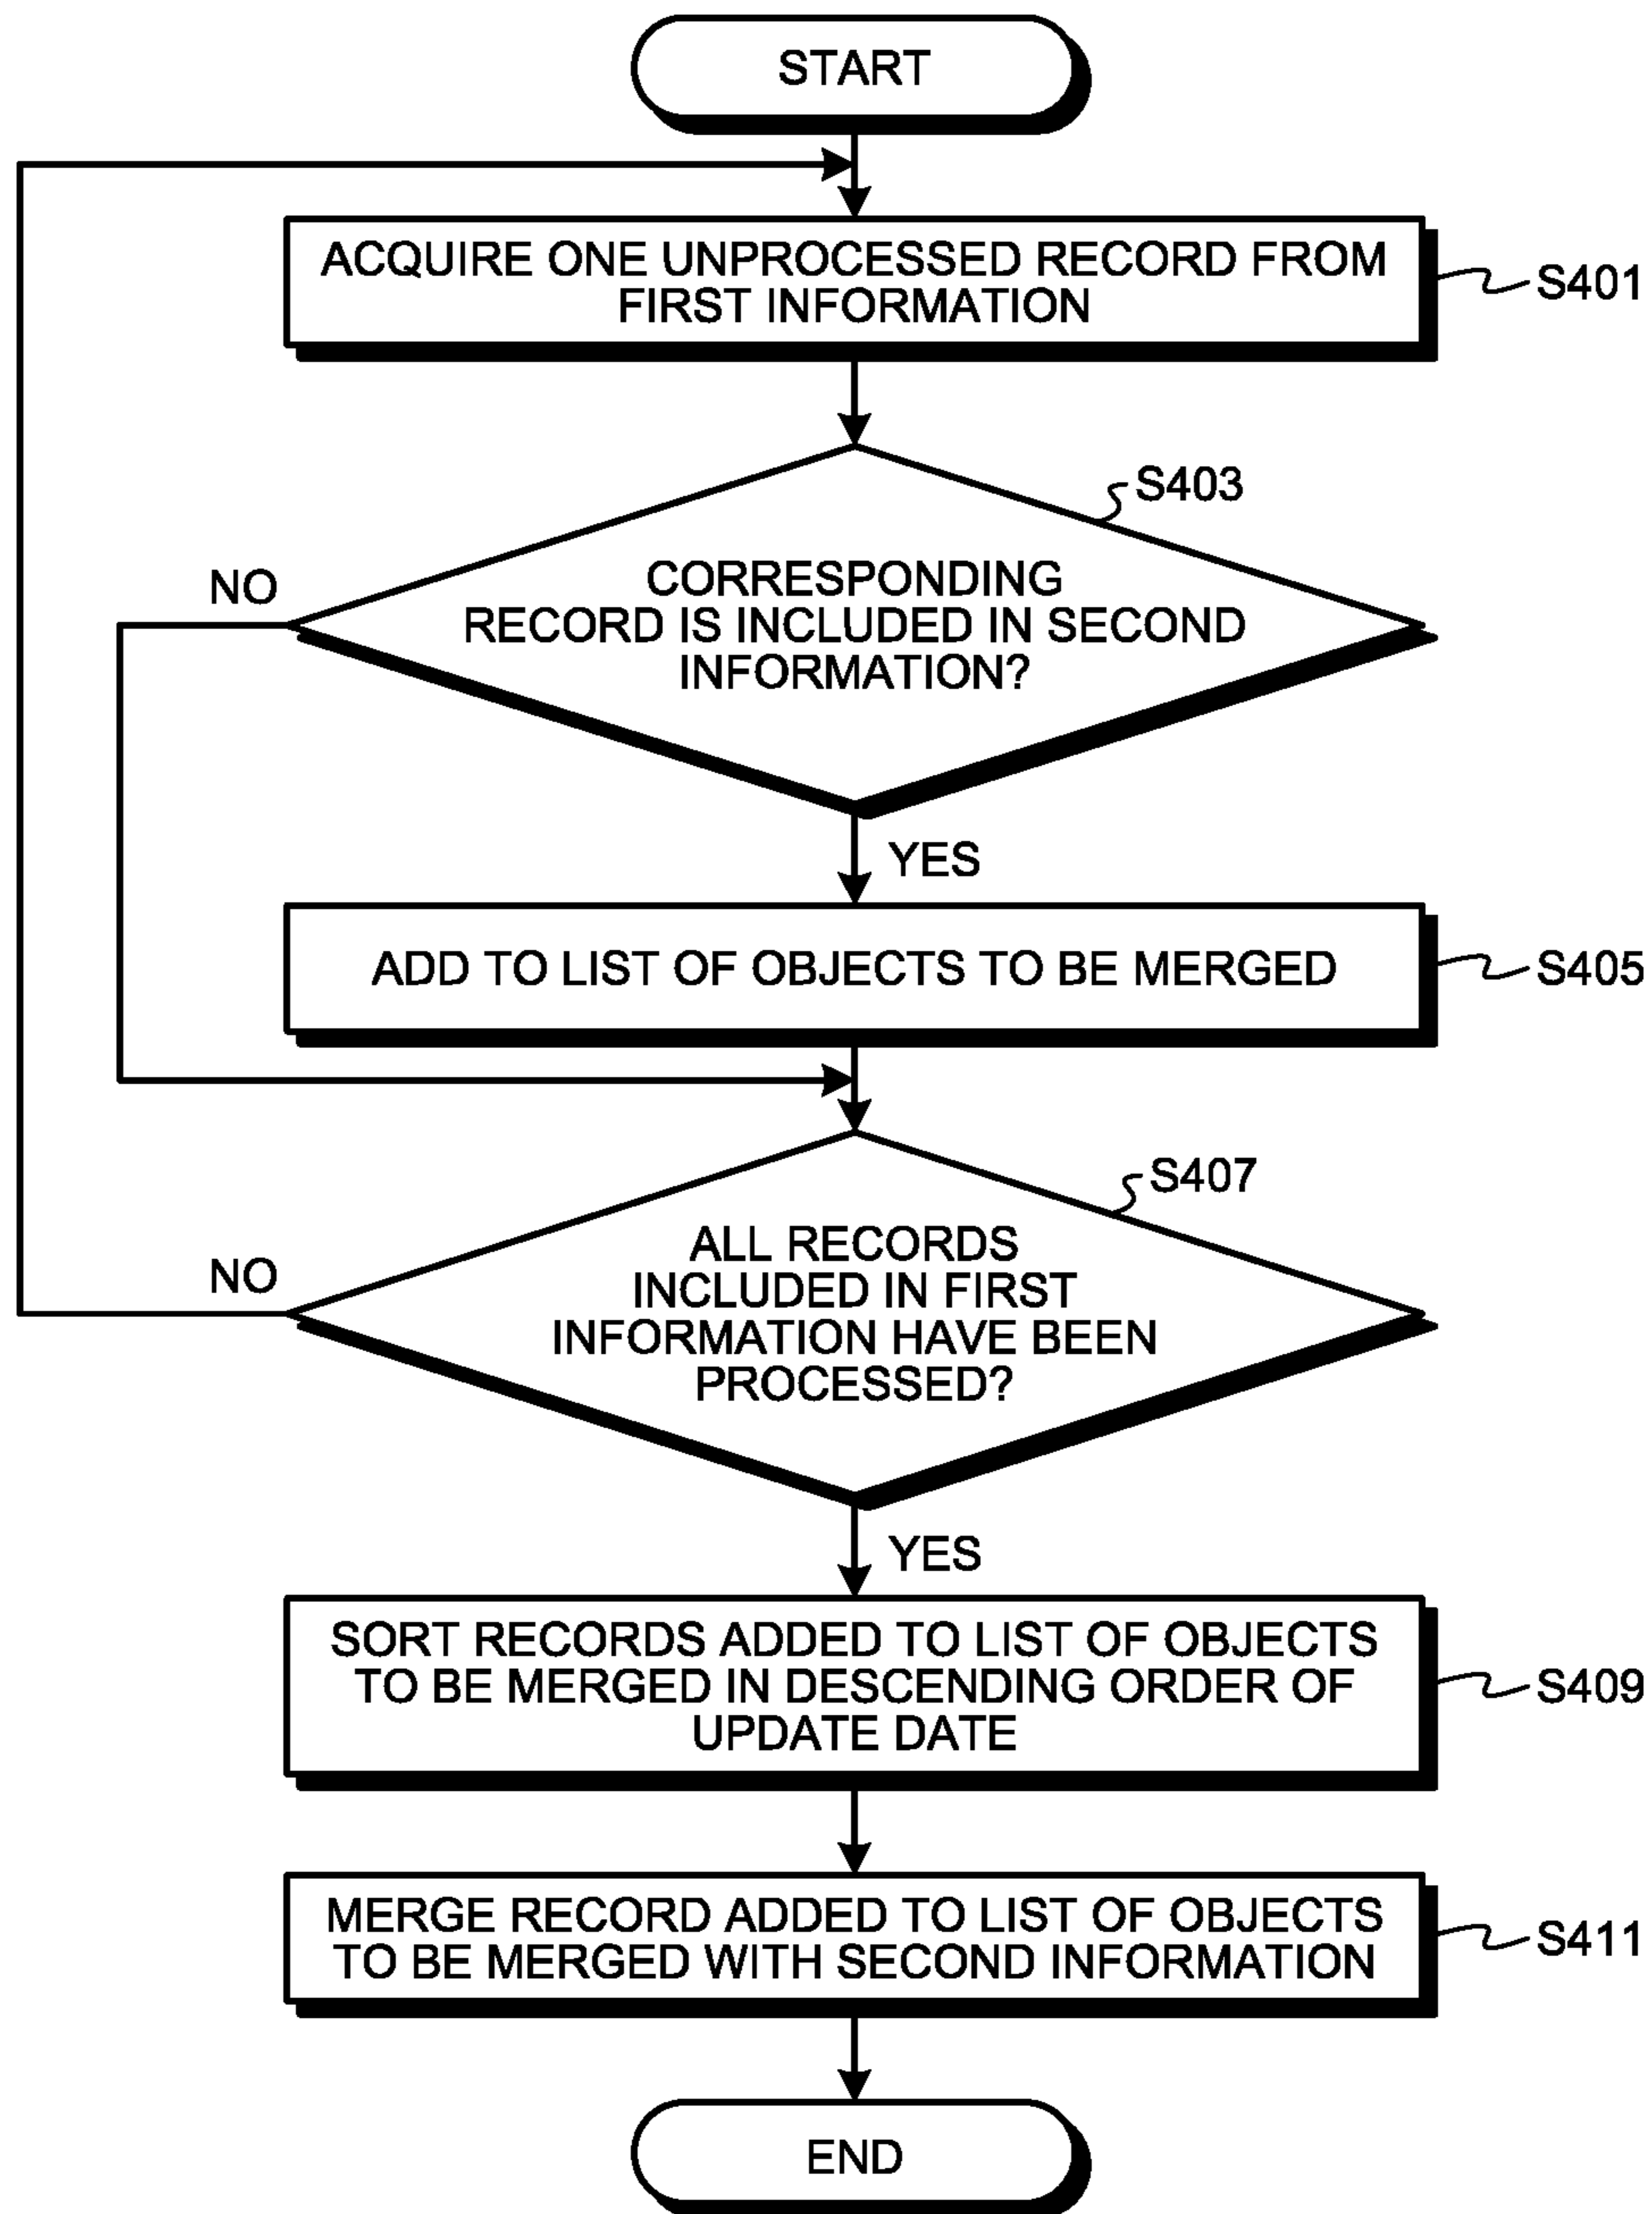 START
ACQUIRE ONE UNPROCESSED RECORD FROM
FIRST INFORMATION
S401
S403
CORRESPONDING
RECORD IS INCLUDED IN SECOND
INFORMATION?
NO
YES
ADD TO LIST OF OBJECTS TO BE MERGED
S405
S407
ALL RECORDS
INCLUDED IN FIRST
INFORMATION HAVE BEEN
PROCESSED?
NO
YES
SORT RECORDS ADDED TO LIST OF OBJECTS
TO BE MERGED IN DESCENDING ORDER OF
UPDATE DATE
S409
MERGE RECORD ADDED TO LIST OF OBJECTS
TO BE MERGED WITH SECOND INFORMATION
S411
END